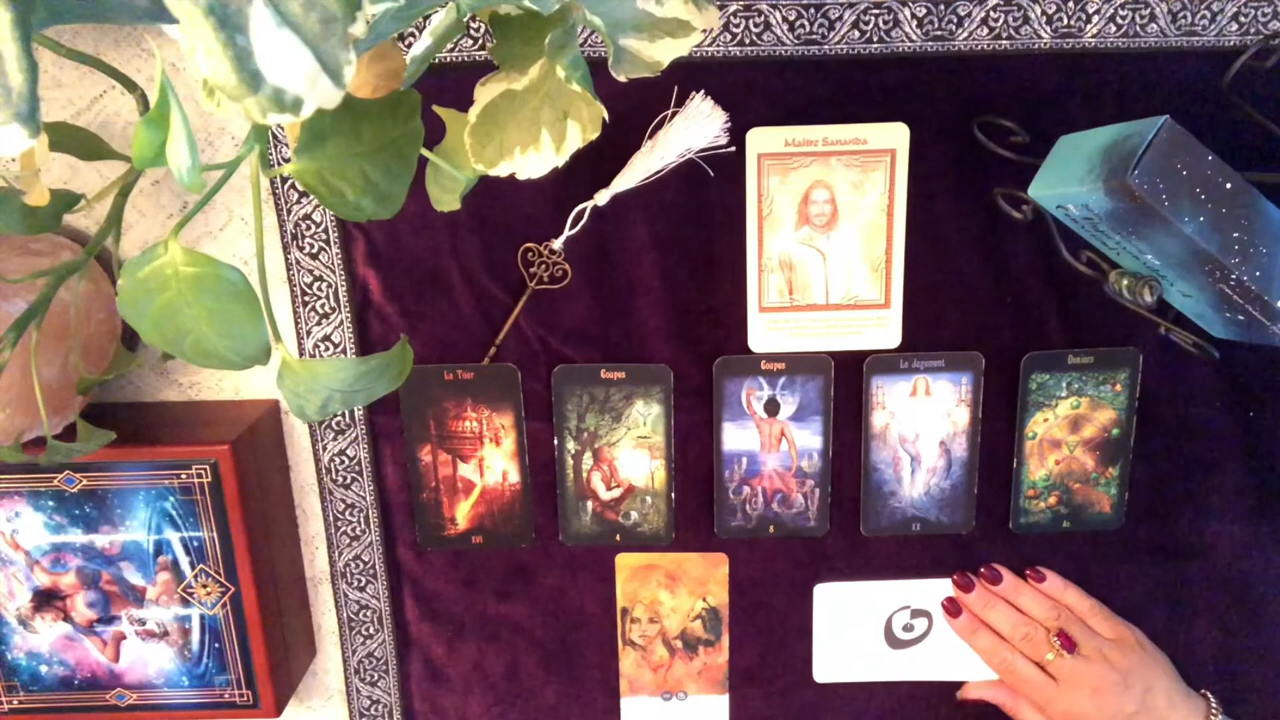 Maître Sananda
La Tour
Coupes
Coupes
Le Jugement
Deniers
XVI
4
8
XX
As